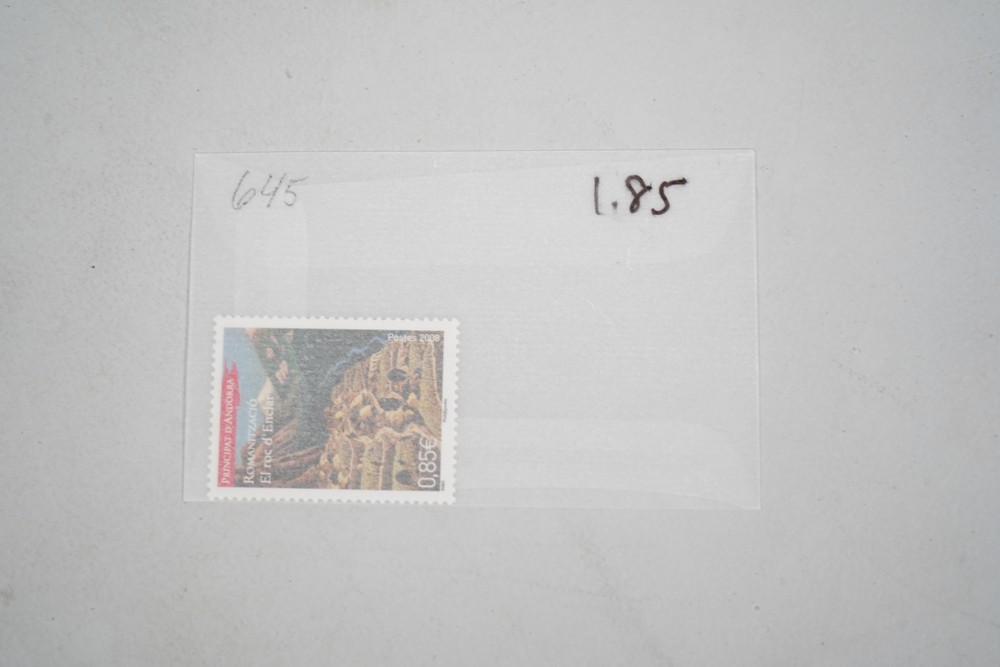 645
1.85
Postes 2008
PRINCIPAT D'ANDORRA
ROMANITZACIÓ
El roc d'Enclar
0,85€